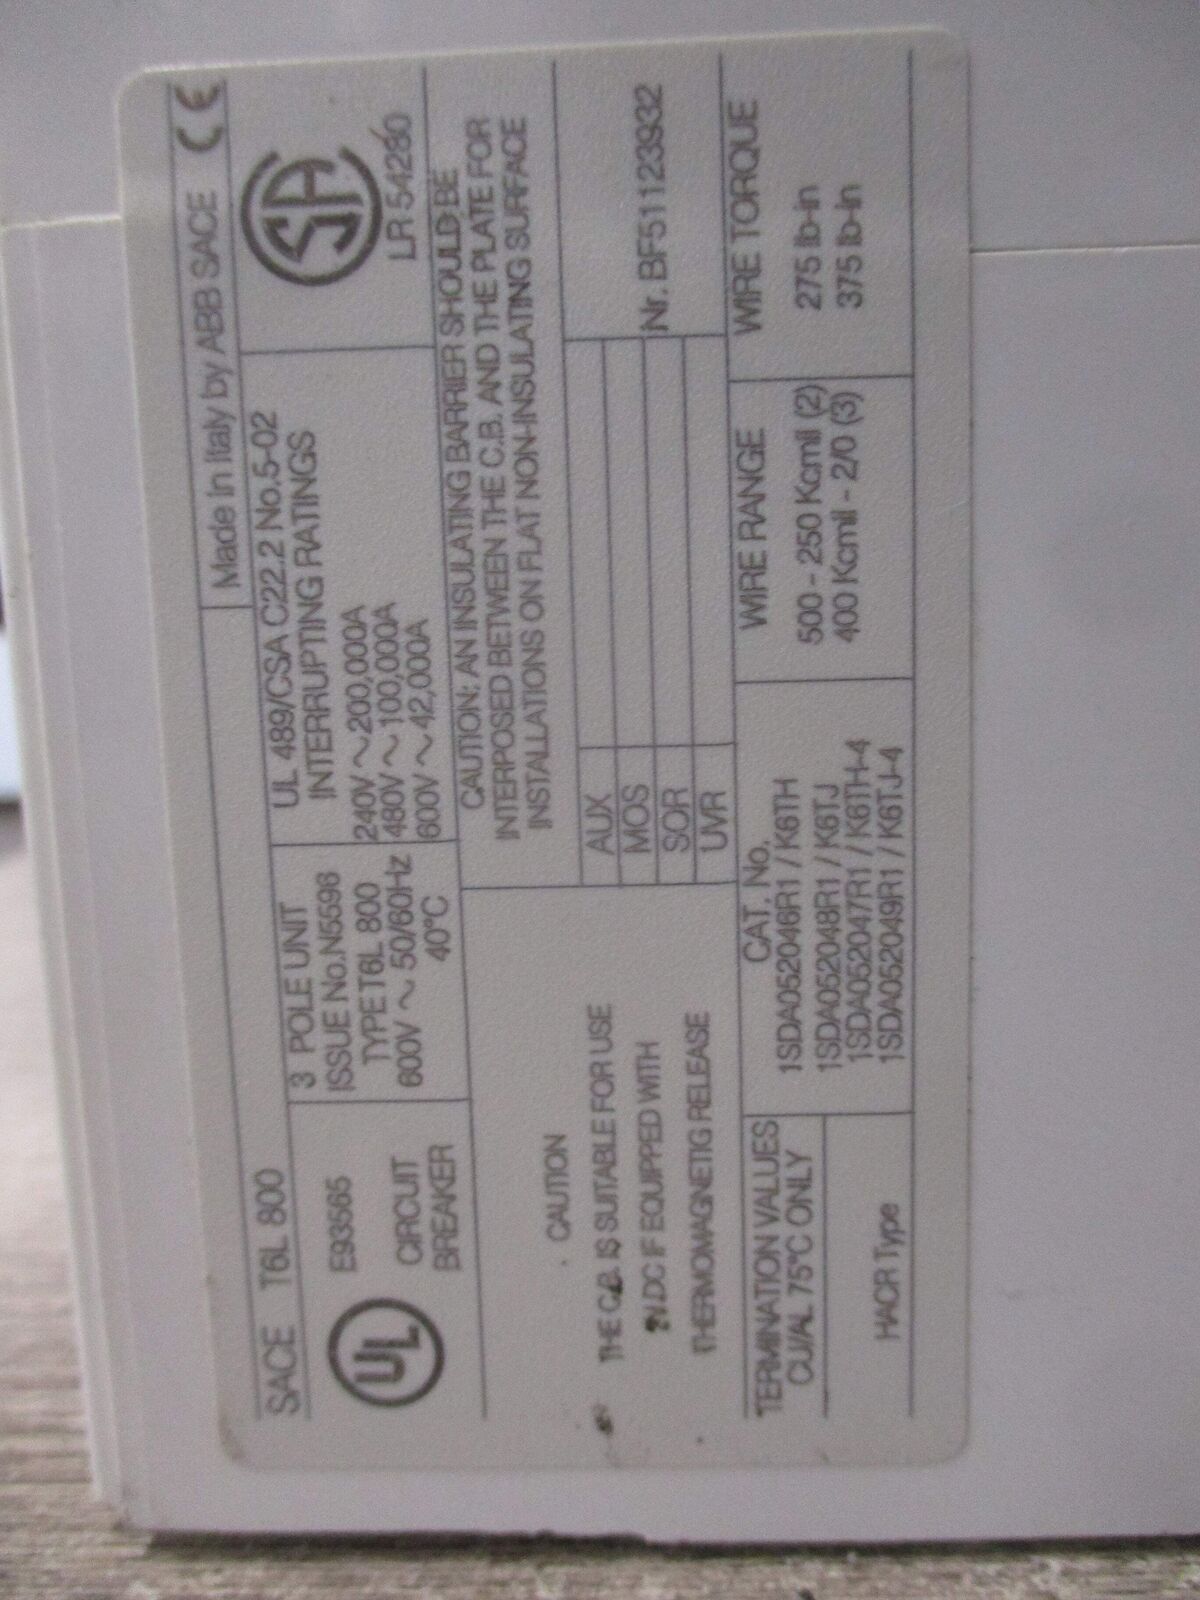 Made in Italy by ABB SACE CE
SACE T6L 800
UL
E93565
CIRCUIT
BREAKER
3 POLE UNIT
ISSUE No.N5598
TYPE T6L 800
600V ~ 50/60Hz
40°C
UL 489/CSA C22.2 No.5-02
INTERRUPTING RATINGS
240V ~ 200,000A
480V ~ 100,000A
600V ~ 42,000A
SA
LR 54280
CAUTION: AN INSULATING BARRIER SHOULD BE
INTERPOSED BETWEEN THE C.B. AND THE PLATE FOR
INSTALLATIONS ON FLAT NON-INSULATING SURFACE
CAUTION
THE C.B. IS SUITABLE FOR USE
IN DC IF EQUIPPED WITH
THERMOMAGNETIG RELEASE
AUX
MOS
SOR
UVR
Nr. BF51123932
TERMINATION VALUES
CU/AL 75°C ONLY
HACR Type
CAT. No.
1SDA052046R1 / K6TH
1SDA052048R1 / K6TJ
1SDA052047R1 / K6TH-4
1SDA052049R1 / K6TJ-4
WIRE RANGE
500 - 250 Kcmil (2)
400 Kcmil - 2/0 (3)
WIRE TORQUE
275 lb-in
375 lb-in